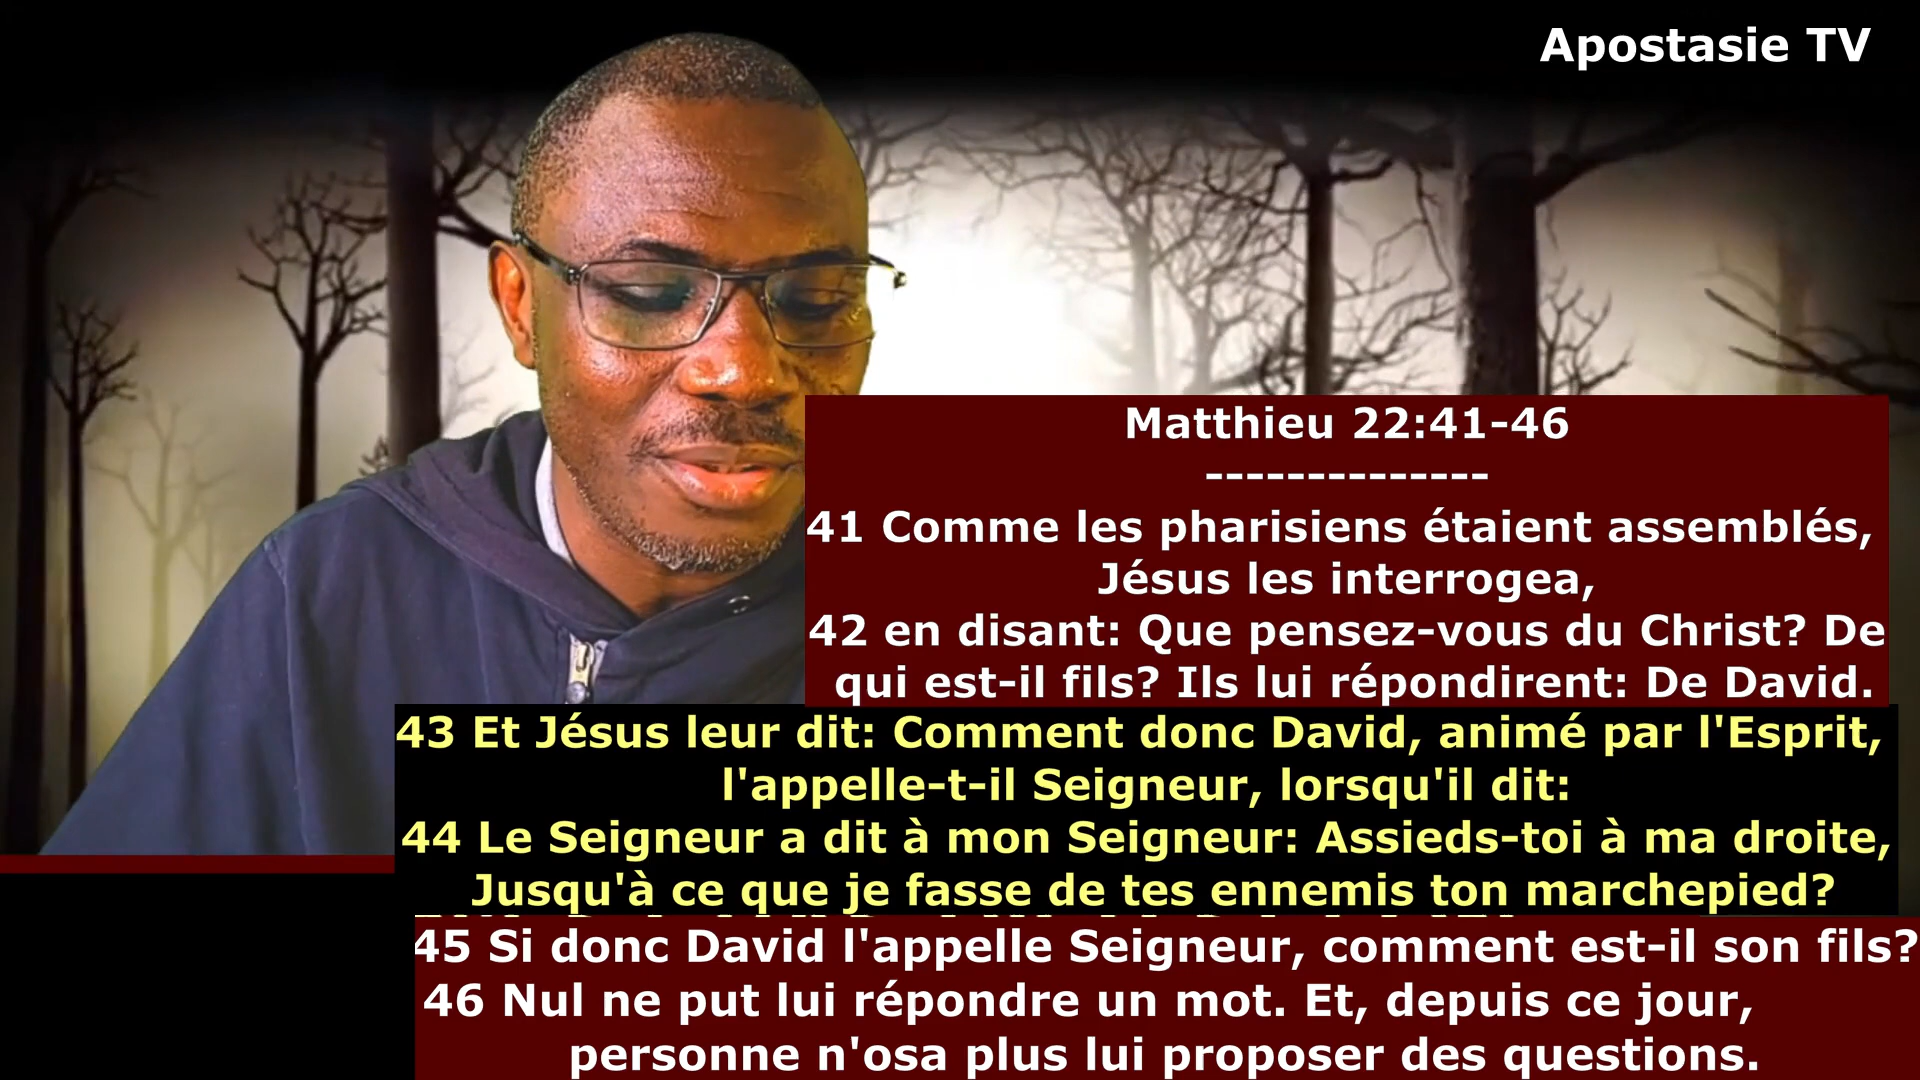 Apostasie TV
Matthieu 22:41-46
--------------
41 Comme les pharisiens étaient assemblés,
Jésus les interrogea,
42 en disant: Que pensez-vous du Christ? De
qui est-il fils? Ils lui répondirent: De David.
43 Et Jésus leur dit: Comment donc David, animé par l'Esprit,
l'appelle-t-il Seigneur, lorsqu'il dit:
44 Le Seigneur a dit à mon Seigneur: Assieds-toi à ma droite,
Jusqu'à ce que je fasse de tes ennemis ton marchepied?
45 Si donc David l'appelle Seigneur, comment est-il son fils?
46 Nul ne put lui répondre un mot. Et, depuis ce jour,
personne n'osa plus lui proposer des questions.